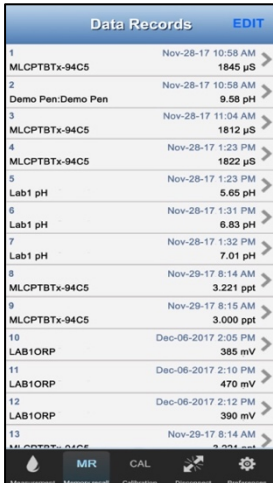 Data Records EDIT
1 Nov-28-17 10:58 AM
MLCPTBTx-94C5 1845 µS
2 Nov-28-17 10:58 AM
Demo Pen:Demo Pen 9.58 pH
3 Nov-28-17 11:04 AM
MLCPTBTx-94C5 1812 µS
4 Nov-28-17 1:23 PM
MLCPTBTx-94C5 1822 µS
5 Nov-28-17 1:23 PM
Lab1 pH 5.65 pH
6 Nov-28-17 1:31 PM
Lab1 pH 6.83 pH
7 Nov-28-17 1:32 PM
Lab1 pH 7.01 pH
8 Nov-29-17 8:14 AM
MLCPTBTx-94C5 3.221 ppt
9 Nov-29-17 8:15 AM
MLCPTBTx-94C5 3.000 ppt
10 Dec-06-2017 2:05 PM
LAB1ORP 385 mV
11 Dec-06-2017 2:10 PM
LAB1ORP 470 mV
12 Dec-06-2017 2:12 PM
LAB1ORP 390 mV
13 Nov-29-17 8:14 AM
MR CAL